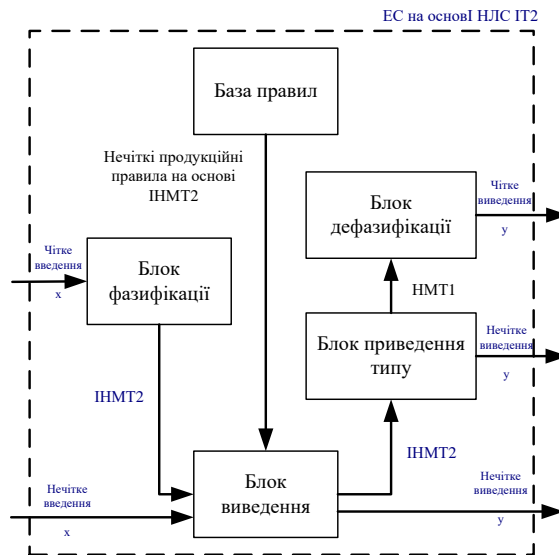 ЕС на основІ НЛС ІТ2
База правил
Нечіткі продукційні
правила на основі
ІНМТ2
Блок
дефазифікації
Чітке
виведення
y
Чітке
введення
x
Блок
фазифікації
НМТ1
Блок приведення
типу
Нечітке
виведення
y
ІНМТ2
ІНМТ2
Блок
виведення
Нечітке
введення
x
Нечітке
виведення
y